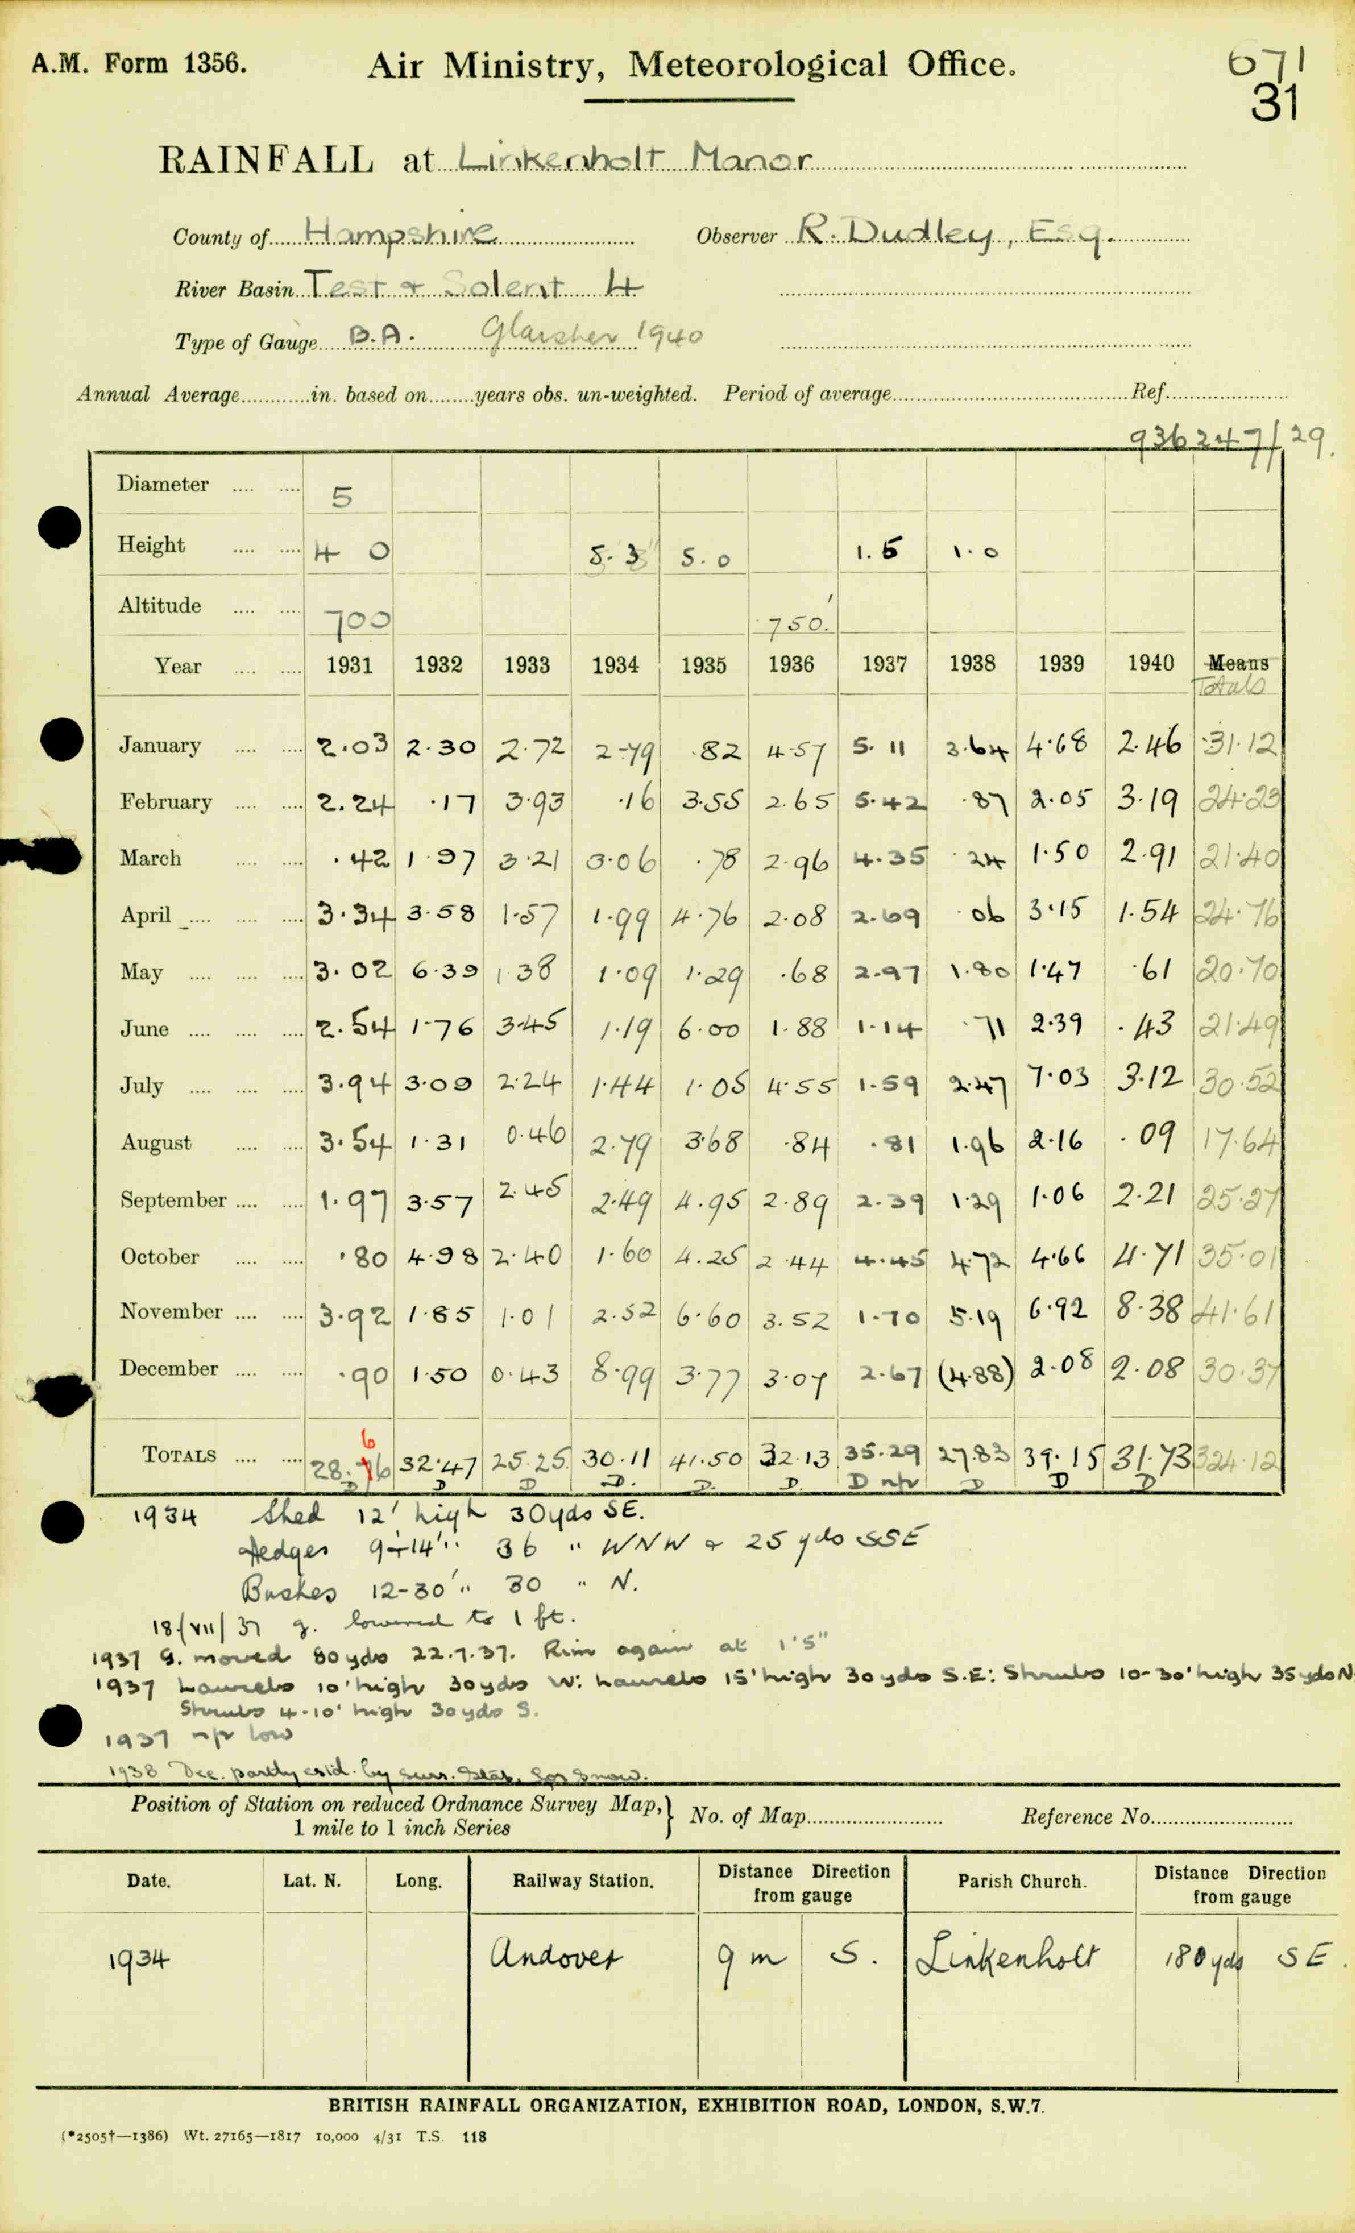 A.M. Form 1356. Air Ministry, Meteorological Office. 671
31
RAINFALL at Linkenholt Manor
County of Hampshire Observer R. Dudley, Esq.
River Basin Test & Solent 4
Type of Gauge B.A. Glaisher 1940
Annual Average in. based on years obs. un-weighted. Period of average Ref.
936247/29.
Diameter 5
Height 4 0 5.3 5.0 1.5 1.0
Altitude 700 750'
Year 1931 1932 1933 1934 1935 1936 1937 1938 1939 1940 Means
Totals
January 2.03 2.30 2.72 2.79 .82 4.57 5.11 3.64 4.68 2.46 31.12
February 2.24 .17 3.93 .16 3.55 2.65 5.42 .87 2.05 3.19 24.23
March .42 1.97 3.21 3.06 .78 2.96 4.35 .24 1.50 2.91 21.40
April 3.34 3.58 1.57 1.99 4.76 2.08 2.69 .06 3.15 1.54 24.76
May 3.02 6.39 1.38 1.09 1.29 .68 2.97 1.80 1.47 .61 20.70
June 2.54 1.76 3.45 1.19 6.00 1.88 1.14 .71 2.39 .43 21.49
July 3.94 3.09 2.24 1.44 1.05 4.55 1.59 2.47 7.03 3.12 30.52
August 3.54 1.31 0.46 2.79 3.68 .84 .81 1.96 2.16 .09 17.64
September 1.97 3.57 2.45 2.49 4.95 2.89 2.39 1.29 1.06 2.21 25.27
October .80 4.98 2.40 1.60 4.25 2.44 4.45 4.72 4.66 4.71 35.01
November 3.92 1.85 1.01 2.52 6.60 3.52 1.70 5.19 6.92 8.38 41.61
December .90 1.50 0.43 8.99 3.77 3.07 2.67 (4.88) 2.08 2.08 30.37
6
TOTALS 28.76 32.47 25.25 30.11 41.50 32.13 35.29 27.83 39.15 31.73 324.12
D D D D. D. D. D n/r D D D
1934 Shed 12' high 30yds SE.
Hedges 9-14' " 36 " WNW & 25 yds SSE
Bushes 12-30' " 30 " N.
18/VII/37 g. lowered to 1 ft.
1937 G. moved 80yds 22.7.37. Rim again at 1'5"
1937 Laurels 10' high 30yds W: Laurels 15' high 30yds S.E: Shrubs 10-30' high 35yds N
Shrubs 4-10' high 30yds S.
1937 n/r low
1938 Dec. partly estd. by surr. Stas. for snow.
Position of Station on reduced Ordnance Survey Map, } No. of Map Reference No.
1 mile to 1 inch Series
Date. Lat. N. Long. Railway Station. Distance Direction from gauge Parish Church. Distance Direction from gauge
1934 Andover 9 m S. Linkenholt 180yds SE.
BRITISH RAINFALL ORGANIZATION, EXHIBITION ROAD, LONDON, S.W.7.
(*2505†—1386) Wt. 27165—1817 10,000 4/31 T.S. 118